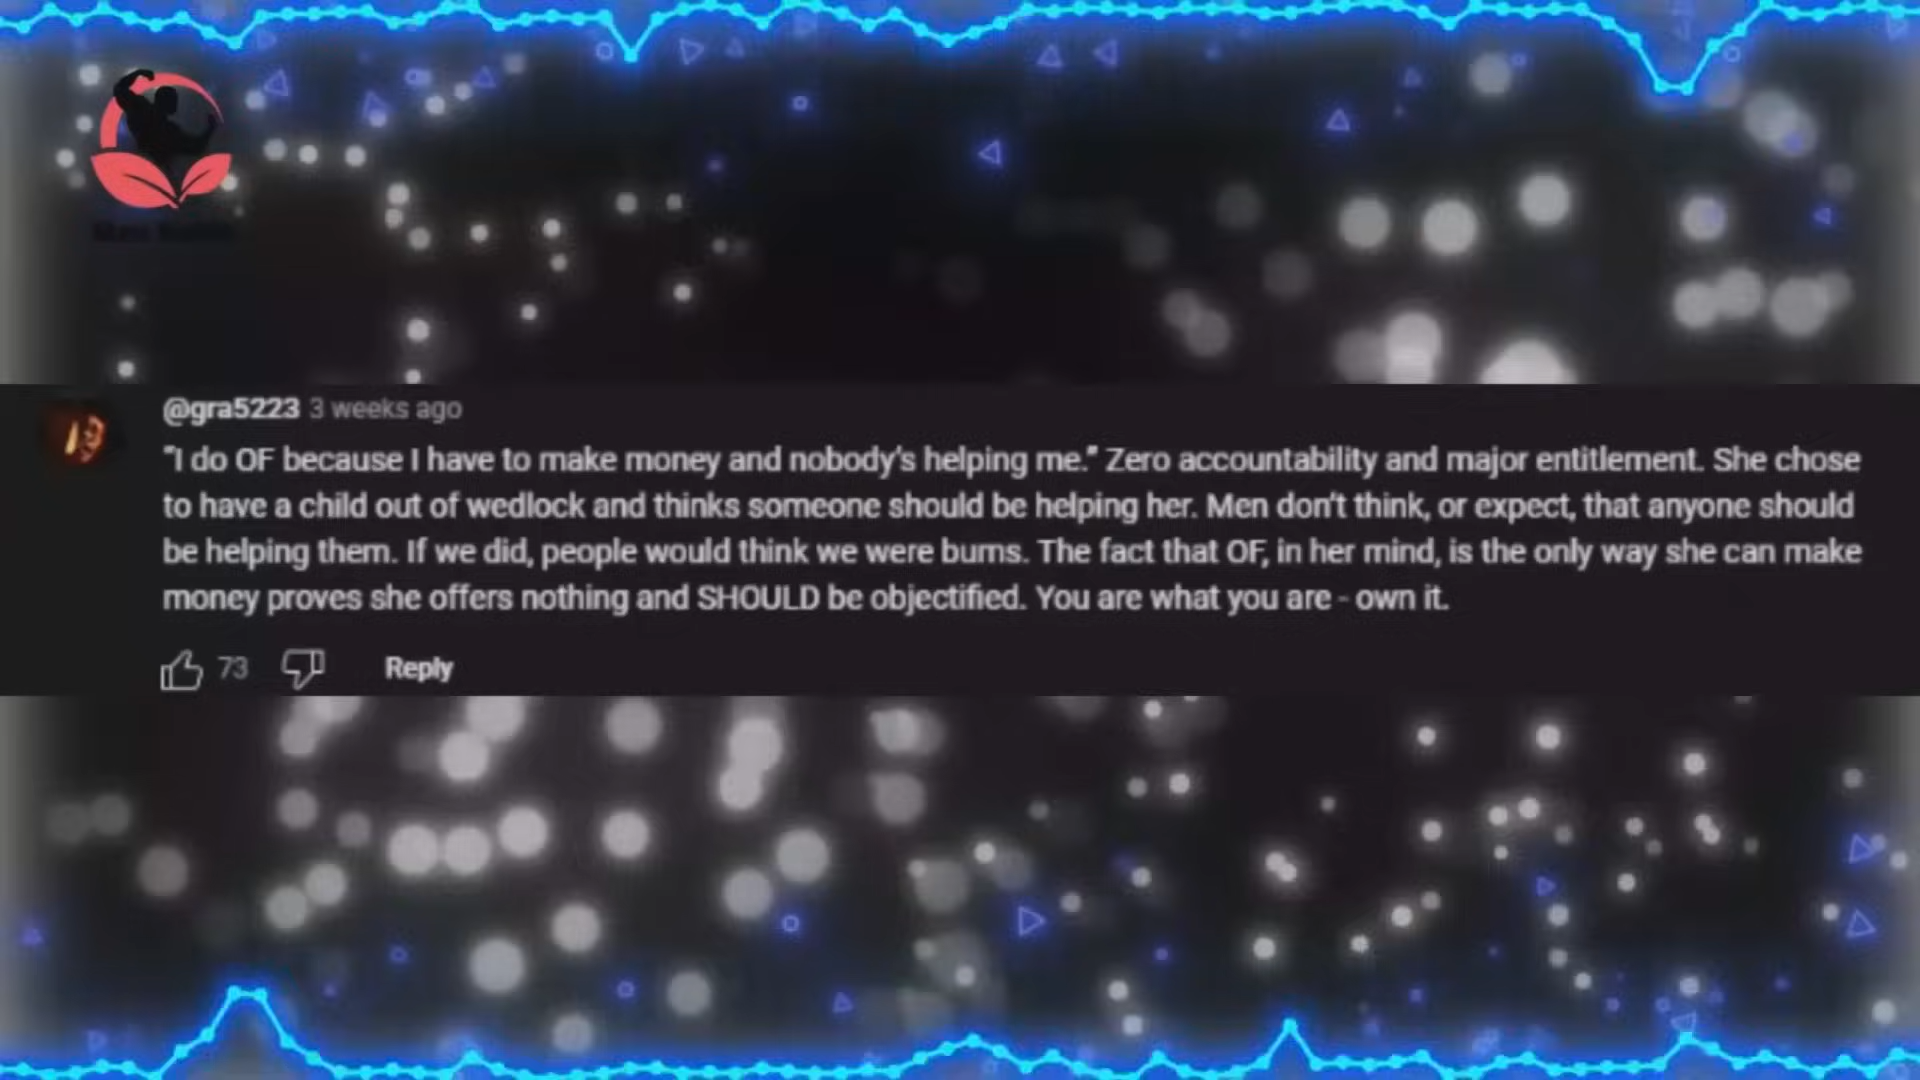 @gra5223 3 weeks ago
"I do OF because I have to make money and nobody's helping me." Zero accountability and major entitlement. She chose
to have a child out of wedlock and thinks someone should be helping her. Men don't think, or expect, that anyone should
be helping them. If we did, people would think we were bums. The fact that OF, in her mind, is the only way she can make
money proves she offers nothing and SHOULD be objectified. You are what you are - own it.
73 Reply